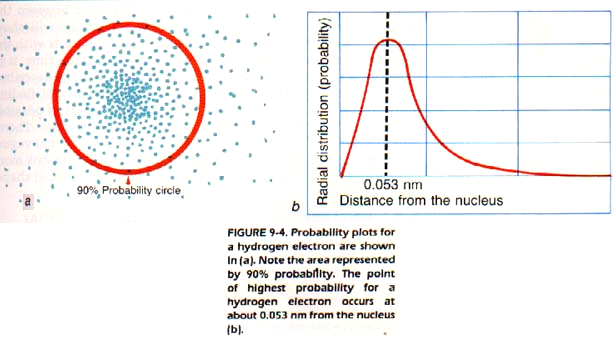 90% Probability circle
a
b
Radial distribution (probability)
0.053 nm
Distance from the nucleus
FIGURE 9-4. Probability plots for
a hydrogen electron are shown
in (a). Note the area represented
by 90% probability. The point
of highest probability for a
hydrogen electron occurs at
about 0.053 nm from the nucleus
(b).